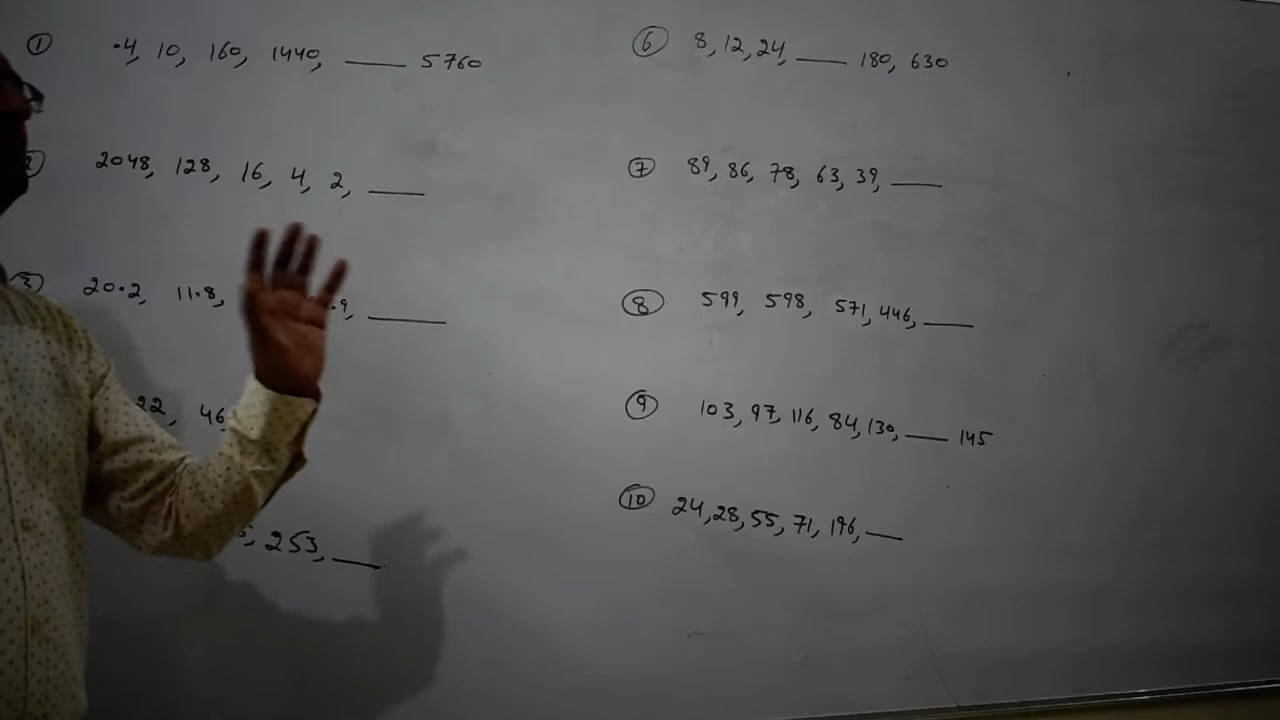 ① .4, 10, 160, 1440, ____ 5760
2048, 128, 16, 4, 2, ____
20.2, 11.8, .9, ____
22, 46,
253, ____
⑥ 8, 12, 24, ____ 180, 630
⑦ 89, 86, 78, 63, 39, ____
⑧ 599, 598, 571, 446, ____
⑨ 103, 97, 116, 84, 130, ____ 145
⑩ 24, 28, 55, 71, 196, ____